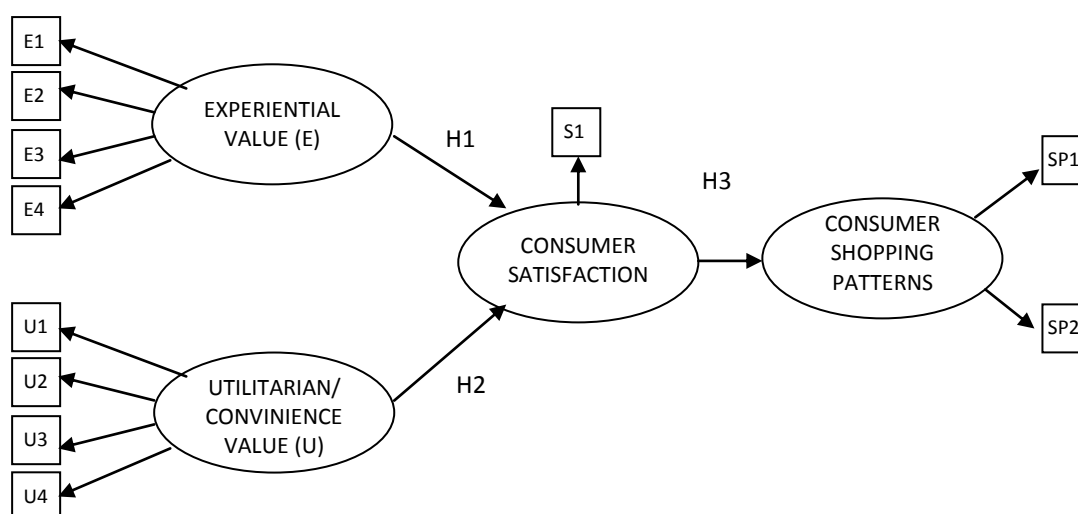 E1
E2
E3
E4
EXPERIENTIAL
VALUE (E)
H1
S1
H3
SP1
CONSUMER
SATISFACTION
CONSUMER
SHOPPING
PATTERNS
SP2
U1
U2
U3
U4
UTILITARIAN/
CONVINIENCE
VALUE (U)
H2